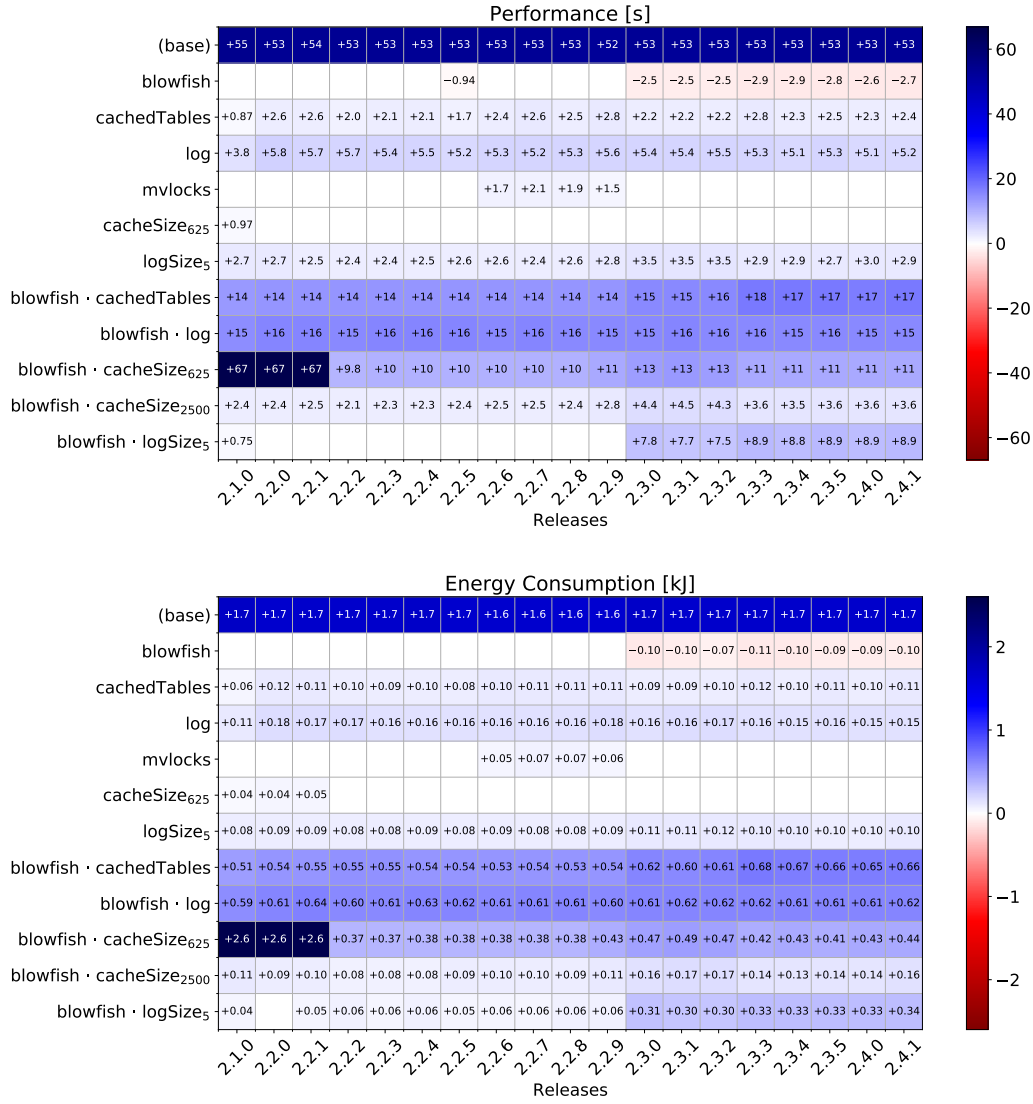 Performance [s]
(base) +55 +53 +54 +53 +53 +53 +53 +53 +53 +53 +52 +53 +53 +53 +53 +53 +53 +53 +53
blowfish −0.94 −2.5 −2.5 −2.5 −2.9 −2.9 −2.8 −2.6 −2.7
cachedTables +0.87 +2.6 +2.6 +2.0 +2.1 +2.1 +1.7 +2.4 +2.6 +2.5 +2.8 +2.2 +2.2 +2.2 +2.8 +2.3 +2.5 +2.3 +2.4
log +3.8 +5.8 +5.7 +5.7 +5.4 +5.5 +5.2 +5.3 +5.2 +5.3 +5.6 +5.4 +5.4 +5.5 +5.3 +5.1 +5.3 +5.1 +5.2
mvlocks +1.7 +2.1 +1.9 +1.5
cacheSize₆₂₅ +0.97
logSize₅ +2.7 +2.7 +2.5 +2.4 +2.4 +2.5 +2.6 +2.6 +2.4 +2.6 +2.8 +3.5 +3.5 +3.5 +2.9 +2.9 +2.7 +3.0 +2.9
blowfish · cachedTables +14 +14 +14 +14 +14 +14 +14 +14 +14 +14 +14 +15 +15 +16 +18 +17 +17 +17 +17
blowfish · log +15 +16 +16 +15 +16 +16 +15 +16 +16 +16 +15 +15 +16 +16 +16 +15 +16 +15 +15
blowfish · cacheSize₆₂₅ +67 +67 +67 +9.8 +10 +10 +10 +10 +10 +10 +11 +13 +13 +13 +11 +11 +11 +11 +11
blowfish · cacheSize₂₅₀₀ +2.4 +2.4 +2.5 +2.1 +2.3 +2.3 +2.4 +2.5 +2.5 +2.4 +2.8 +4.4 +4.5 +4.3 +3.6 +3.5 +3.6 +3.6 +3.6
blowfish · logSize₅ +0.75 +7.8 +7.7 +7.5 +8.9 +8.8 +8.9 +8.9 +8.9
2.1.0 2.2.0 2.2.1 2.2.2 2.2.3 2.2.4 2.2.5 2.2.6 2.2.7 2.2.8 2.2.9 2.3.0 2.3.1 2.3.2 2.3.3 2.3.4 2.3.5 2.4.0 2.4.1
Releases
60
40
20
0
−20
−40
−60
Energy Consumption [kJ]
(base) +1.7 +1.7 +1.7 +1.7 +1.7 +1.7 +1.7 +1.6 +1.6 +1.6 +1.6 +1.7 +1.7 +1.7 +1.7 +1.7 +1.7 +1.7 +1.7
blowfish −0.10 −0.10 −0.07 −0.11 −0.10 −0.09 −0.09 −0.10
cachedTables +0.06 +0.12 +0.11 +0.10 +0.09 +0.10 +0.08 +0.10 +0.11 +0.11 +0.11 +0.09 +0.09 +0.10 +0.12 +0.10 +0.11 +0.10 +0.11
log +0.11 +0.18 +0.17 +0.17 +0.16 +0.16 +0.16 +0.16 +0.16 +0.16 +0.18 +0.16 +0.16 +0.17 +0.16 +0.15 +0.16 +0.15 +0.15
mvlocks +0.05 +0.07 +0.07 +0.06
cacheSize₆₂₅ +0.04 +0.04 +0.05
logSize₅ +0.08 +0.09 +0.09 +0.08 +0.08 +0.09 +0.08 +0.09 +0.08 +0.08 +0.09 +0.11 +0.11 +0.12 +0.10 +0.10 +0.10 +0.10 +0.10
blowfish · cachedTables +0.51 +0.54 +0.55 +0.55 +0.55 +0.54 +0.54 +0.53 +0.54 +0.53 +0.54 +0.62 +0.60 +0.61 +0.68 +0.67 +0.66 +0.65 +0.66
blowfish · log +0.59 +0.61 +0.64 +0.60 +0.61 +0.63 +0.62 +0.61 +0.61 +0.61 +0.60 +0.61 +0.62 +0.62 +0.62 +0.61 +0.61 +0.61 +0.62
blowfish · cacheSize₆₂₅ +2.6 +2.6 +2.6 +0.37 +0.37 +0.38 +0.38 +0.38 +0.38 +0.38 +0.43 +0.47 +0.49 +0.47 +0.42 +0.43 +0.41 +0.43 +0.44
blowfish · cacheSize₂₅₀₀ +0.11 +0.09 +0.10 +0.08 +0.08 +0.08 +0.09 +0.10 +0.10 +0.09 +0.11 +0.16 +0.17 +0.17 +0.14 +0.13 +0.14 +0.14 +0.16
blowfish · logSize₅ +0.04 +0.05 +0.06 +0.06 +0.06 +0.05 +0.06 +0.06 +0.06 +0.06 +0.31 +0.30 +0.30 +0.33 +0.33 +0.33 +0.33 +0.34
2.1.0 2.2.0 2.2.1 2.2.2 2.2.3 2.2.4 2.2.5 2.2.6 2.2.7 2.2.8 2.2.9 2.3.0 2.3.1 2.3.2 2.3.3 2.3.4 2.3.5 2.4.0 2.4.1
Releases
2
1
0
−1
−2